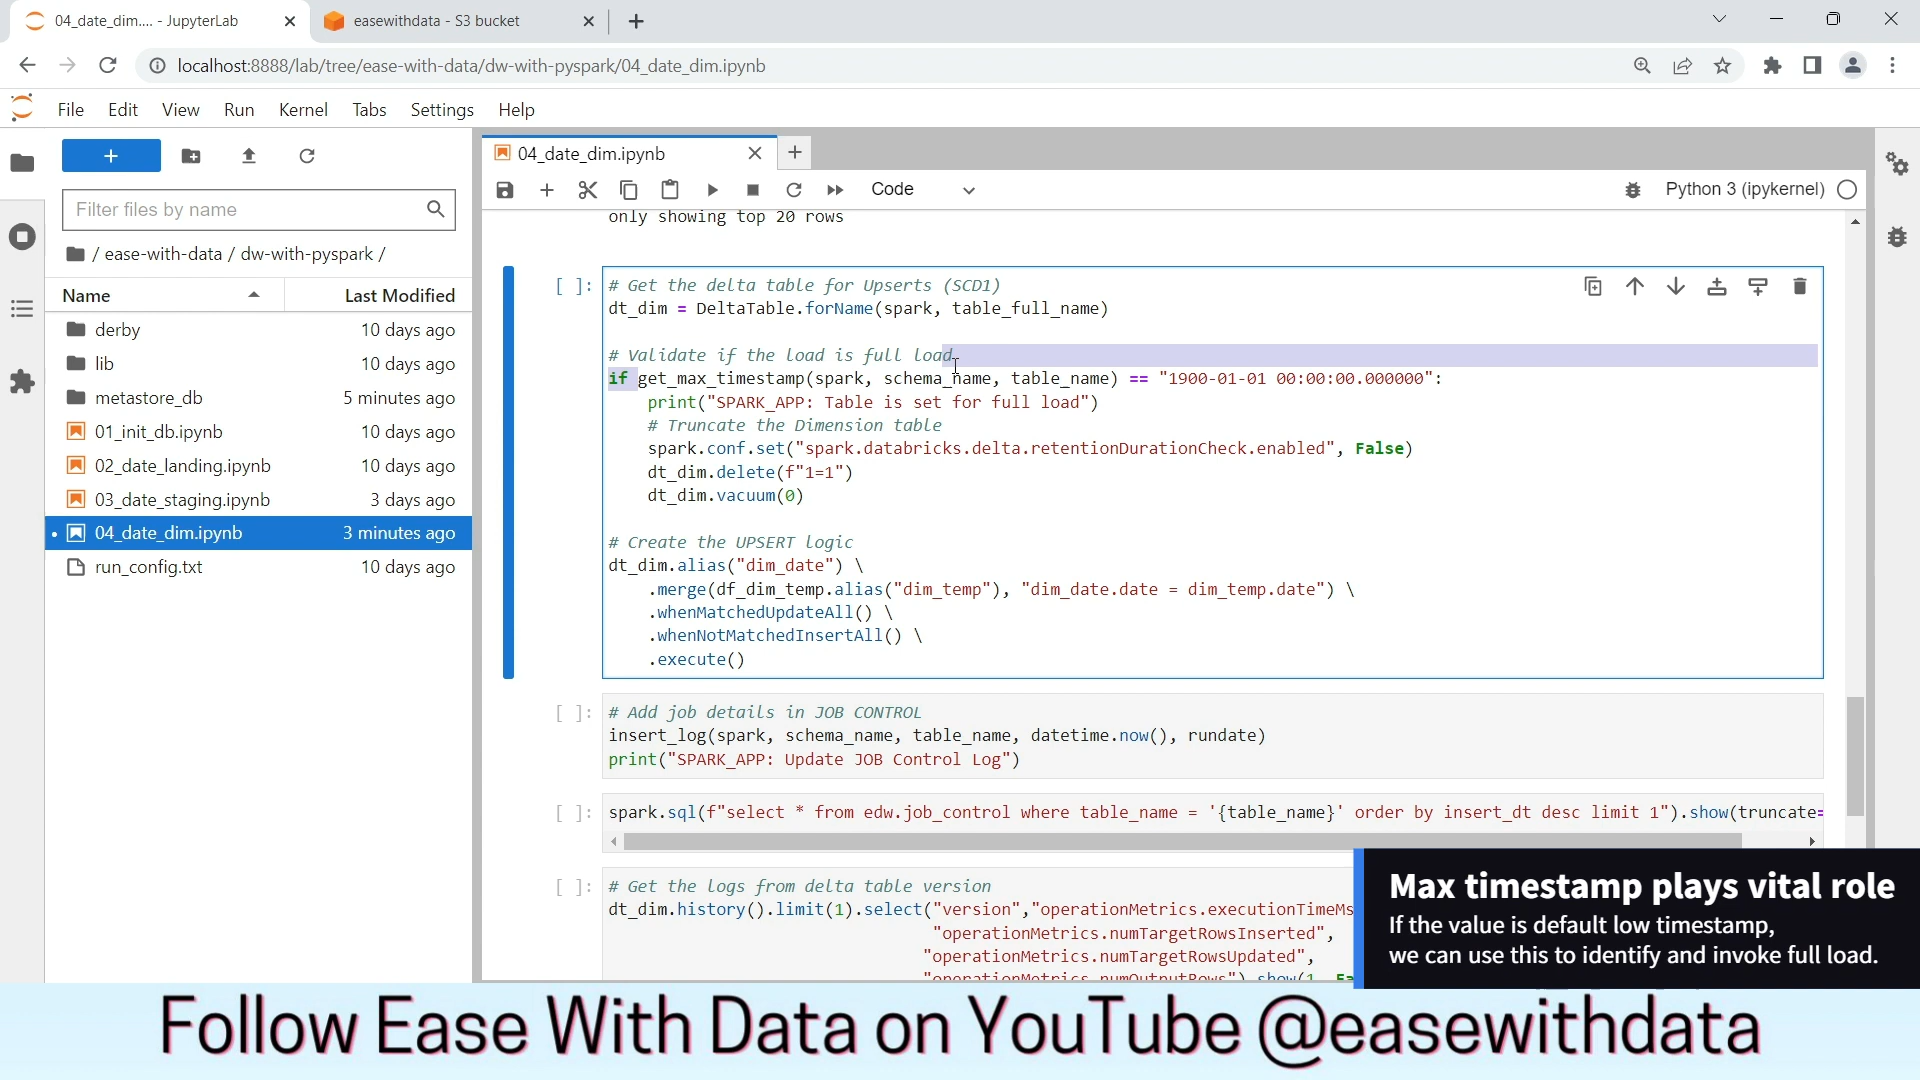 04_date_dim.... - JupyterLab
easewithdata - S3 bucket
localhost:8888/lab/tree/ease-with-data/dw-with-pyspark/04_date_dim.ipynb
File Edit View Run Kernel Tabs Settings Help
Filter files by name
/ ease-with-data / dw-with-pyspark /
Name Last Modified
derby 10 days ago
lib 10 days ago
metastore_db 5 minutes ago
01_init_db.ipynb 10 days ago
02_date_landing.ipynb 10 days ago
03_date_staging.ipynb 3 days ago
04_date_dim.ipynb 3 minutes ago
run_config.txt 10 days ago
04_date_dim.ipynb
Code
Python 3 (ipykernel)
only showing top 20 rows
[ ]:
# Get the delta table for Upserts (SCD1)
dt_dim = DeltaTable.forName(spark, table_full_name)
# Validate if the load is full load
if get_max_timestamp(spark, schema_name, table_name) == "1900-01-01 00:00:00.000000":
print("SPARK_APP: Table is set for full load")
# Truncate the Dimension table
spark.conf.set("spark.databricks.delta.retentionDurationCheck.enabled", False)
dt_dim.delete(f"1=1")
dt_dim.vacuum(0)
# Create the UPSERT logic
dt_dim.alias("dim_date") \
.merge(df_dim_temp.alias("dim_temp"), "dim_date.date = dim_temp.date") \
.whenMatchedUpdateAll() \
.whenNotMatchedInsertAll() \
.execute()
[ ]:
# Add job details in JOB CONTROL
insert_log(spark, schema_name, table_name, datetime.now(), rundate)
print("SPARK_APP: Update JOB Control Log")
[ ]:
spark.sql(f"select * from edw.job_control where table_name = '{table_name}' order by insert_dt desc limit 1").show(truncate=
[ ]:
# Get the logs from delta table version
dt_dim.history().limit(1).select("version","operationMetrics.executionTimeMs
"operationMetrics.numTargetRowsInserted",
"operationMetrics.numTargetRowsUpdated",
"operationMetrics.numOutputRows").show(1, Fa
Max timestamp plays vital role
If the value is default low timestamp,
we can use this to identify and invoke full load.
Follow Ease With Data on YouTube @easewithdata